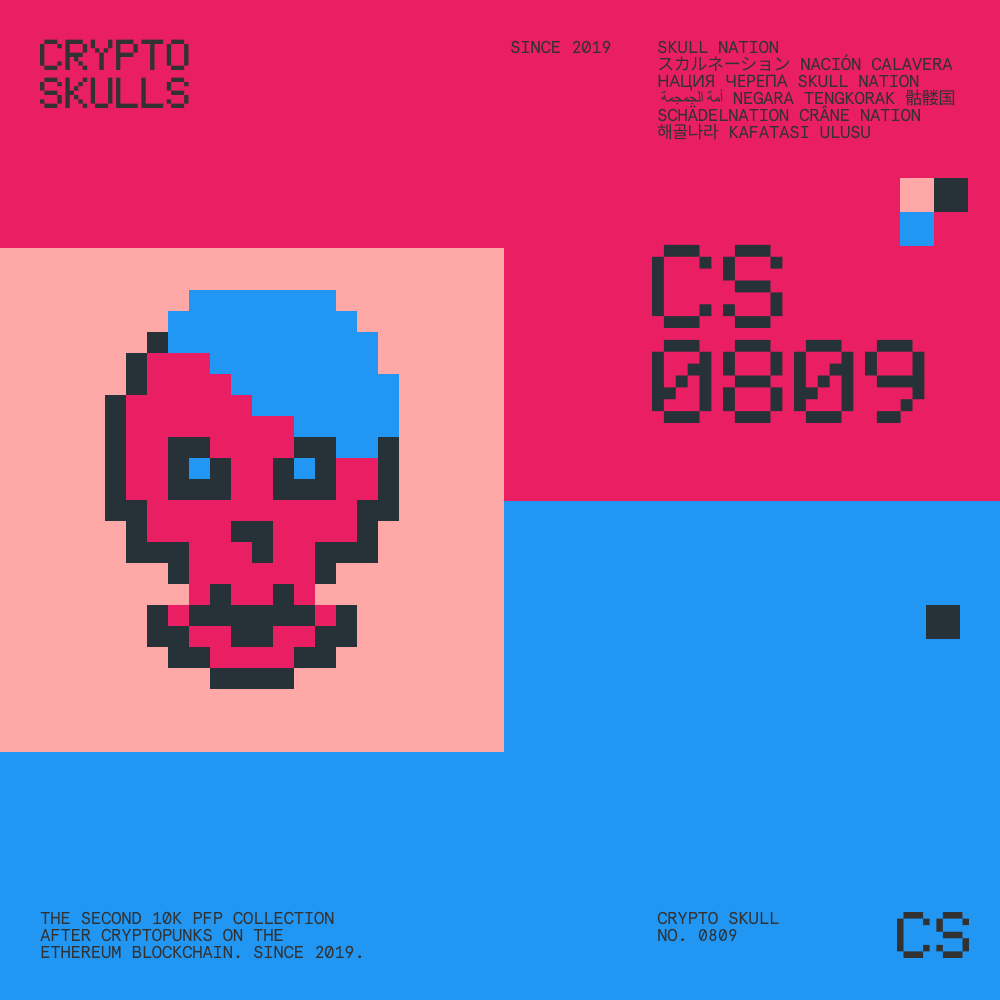 CRYPTO
SKULLS
SINCE 2019
SKULL NATION
スカルネーション NACIÓN CALAVERA
НАЦИЯ ЧЕРЕПА SKULL NATION
أمة الجمجمة NEGARA TENGKORAK 骷髅国
SCHÄDELNATION CRÂNE NATION
해골나라 KAFATASI ULUSU
CS
0809
THE SECOND 10K PFP COLLECTION
AFTER CRYPTOPUNKS ON THE
ETHEREUM BLOCKCHAIN. SINCE 2019.
CRYPTO SKULL
NO. 0809
CS